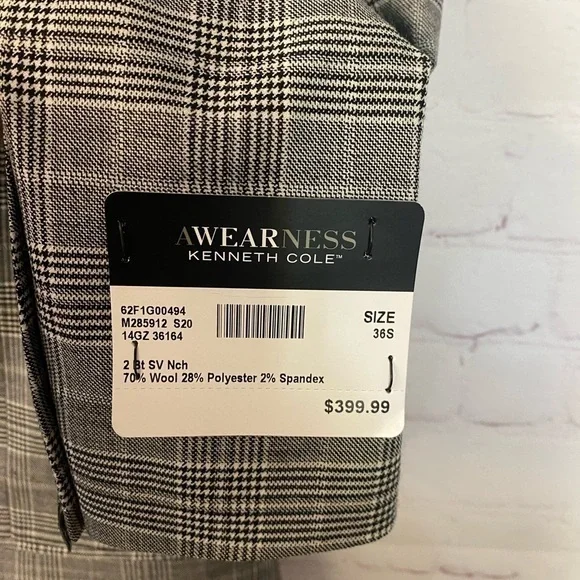 AWEARNESS
KENNETH COLE™
62F1G00494
M285912 S20
14GZ 36164
SIZE
36S
2 Bt SV Nch
70% Wool 28% Polyester 2% Spandex
$399.99